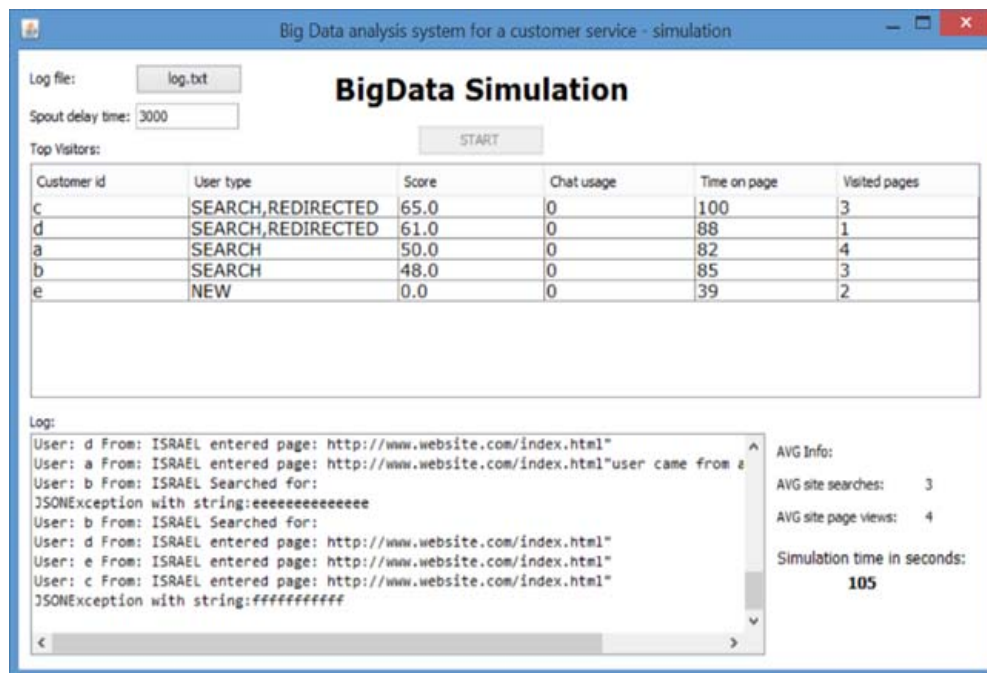 Big Data analysis system for a customer service - simulation
Log file: log.txt
BigData Simulation
Spout delay time: 3000
START
Top Visitors:
Customer id User type Score Chat usage Time on page Visited pages
c SEARCH,REDIRECTED 65.0 0 100 3
d SEARCH,REDIRECTED 61.0 0 88 1
a SEARCH 50.0 0 82 4
b SEARCH 48.0 0 85 3
e NEW 0.0 0 39 2
Log:
User: d From: ISRAEL entered page: http://www.website.com/index.html"
User: a From: ISRAEL entered page: http://www.website.com/index.html"user came from a
User: b From: ISRAEL Searched for:
JSONException with string:eeeeeeeeeeeeee
User: b From: ISRAEL Searched for:
User: d From: ISRAEL entered page: http://www.website.com/index.html"
User: e From: ISRAEL entered page: http://www.website.com/index.html"
User: c From: ISRAEL entered page: http://www.website.com/index.html"
JSONException with string:fffffffffff
AVG Info:
AVG site searches: 3
AVG site page views: 4
Simulation time in seconds:
105